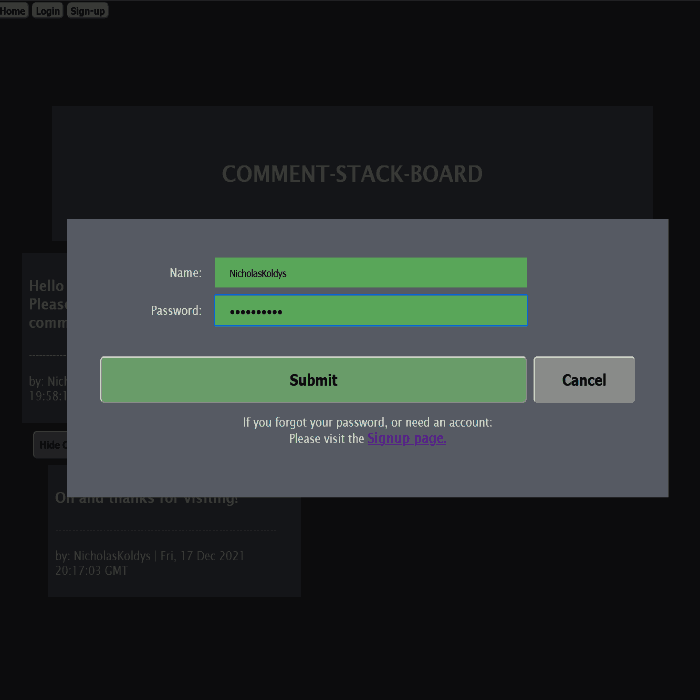 Home Login Sign-up
COMMENT-STACK-BOARD
Name: NicholasKoldys
Password: ••••••••••
Submit Cancel
If you forgot your password, or need an account:
Please visit the Signup page.
Hello
comm
by:
19:58:1
Hide
Oh and thanks for visiting!
by: NicholasKoldys | Fri, 17 Dec 2021
20:17:03 GMT